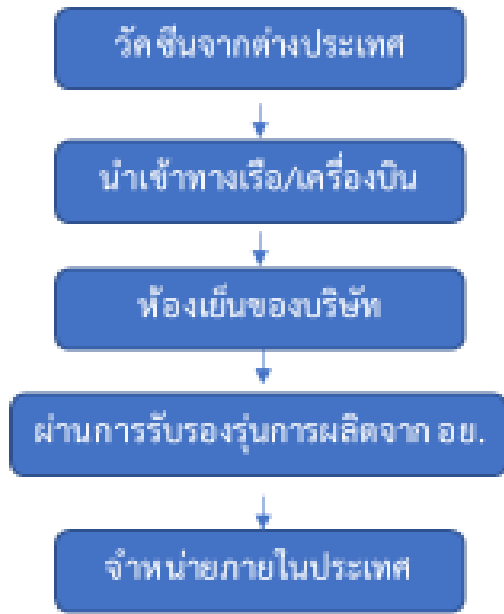 วัคซีนจากต่างประเทศ
นำเข้าทางเรือ/เครื่องบิน
ห้องเย็นของบริษัท
ผ่านการรับรองรุ่นการผลิตจาก อย.
จำหน่ายภายในประเทศ